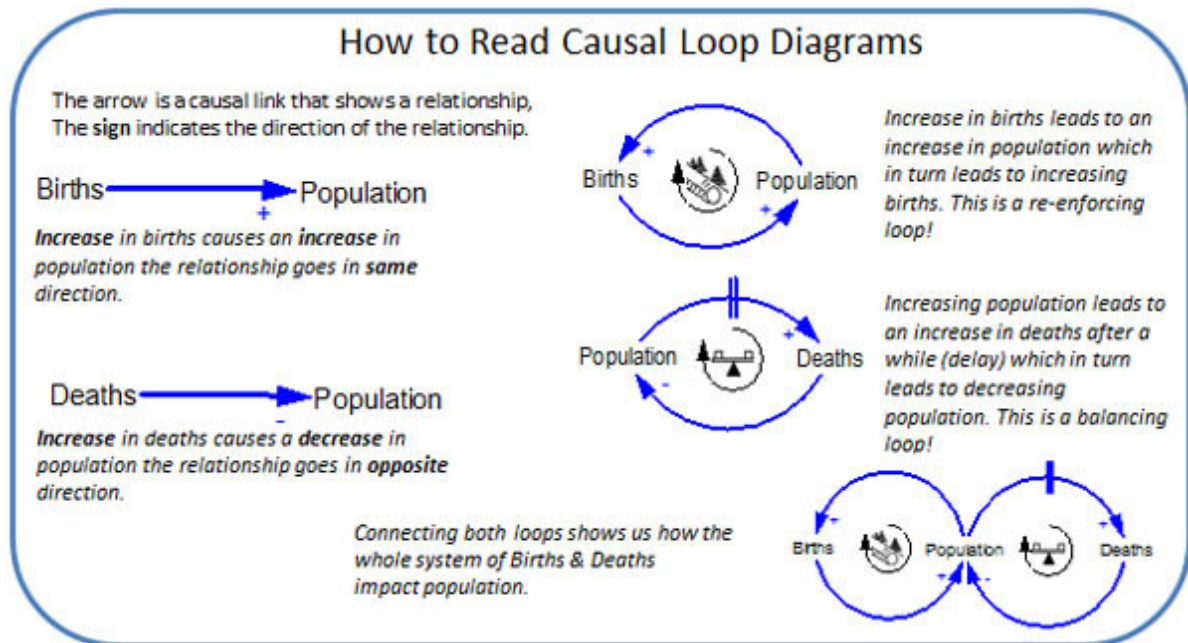 How to Read Causal Loop Diagrams
The arrow is a causal link that shows a relationship,
The sign indicates the direction of the relationship.
Births
Population
+
Increase in births causes an increase in
population the relationship goes in same
direction.
Deaths
Population
-
Increase in deaths causes a decrease in
population the relationship goes in opposite
direction.
+
Births
Population
+
Increase in births leads to an
increase in population which
in turn leads to increasing
births. This is a re-enforcing
loop!
+
Population
Deaths
-
Increasing population leads to
an increase in deaths after a
while (delay) which in turn
leads to decreasing
population. This is a balancing
loop!
Connecting both loops shows us how the
whole system of Births & Deaths
impact population.
+
+
Births
Population
Deaths
+
-